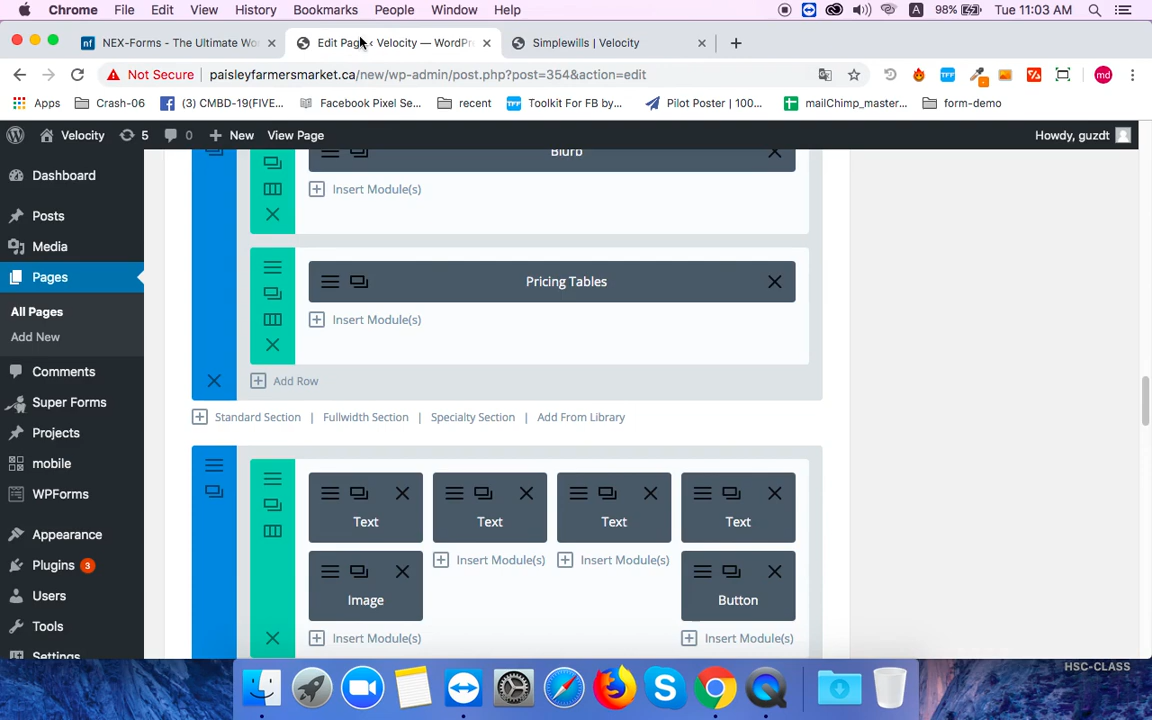 Chrome File Edit View History Bookmarks People Window Help 98% Tue 11:03 AM
NEX-Forms - The Ultimate Wo Edit Page Velocity — WordPr Simplewills | Velocity
Not Secure paisleyfarmersmarket.ca/new/wp-admin/post.php?post=354&action=edit
Apps Crash-06 (3) CMBD-19(FIVE... Facebook Pixel Se... recent Toolkit For FB by... Pilot Poster | 100... mailChimp_master... form-demo
Velocity 5 0 New View Page Howdy, guzdt
Dashboard
Posts
Media
Pages
All Pages
Add New
Comments
Super Forms
Projects
mobile
WPForms
Appearance
Plugins 3
Users
Tools
Settings
Blurb
Insert Module(s)
Pricing Tables
Insert Module(s)
Add Row
Standard Section | Fullwidth Section | Specialty Section | Add From Library
Text Text Text Text
Insert Module(s) Insert Module(s)
Image Button
Insert Module(s) Insert Module(s)
HSC-CLASS